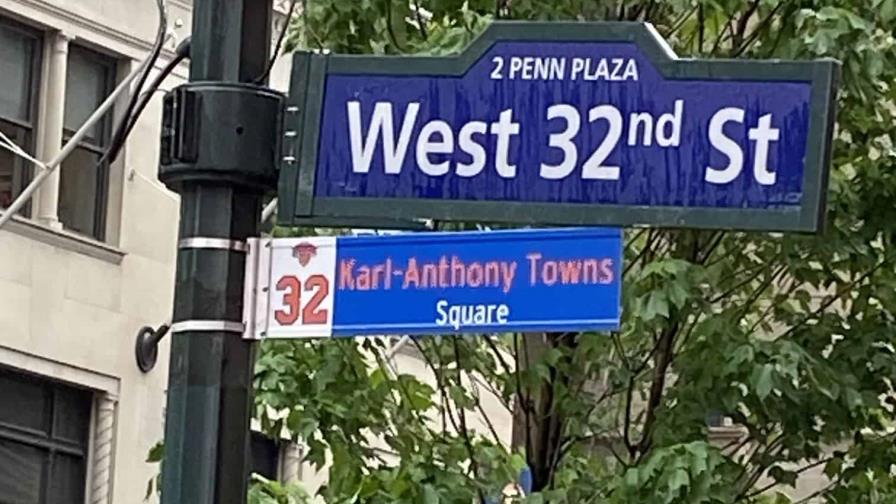 2 PENN PLAZA
West 32nd St
32 Karl-Anthony Towns
Square